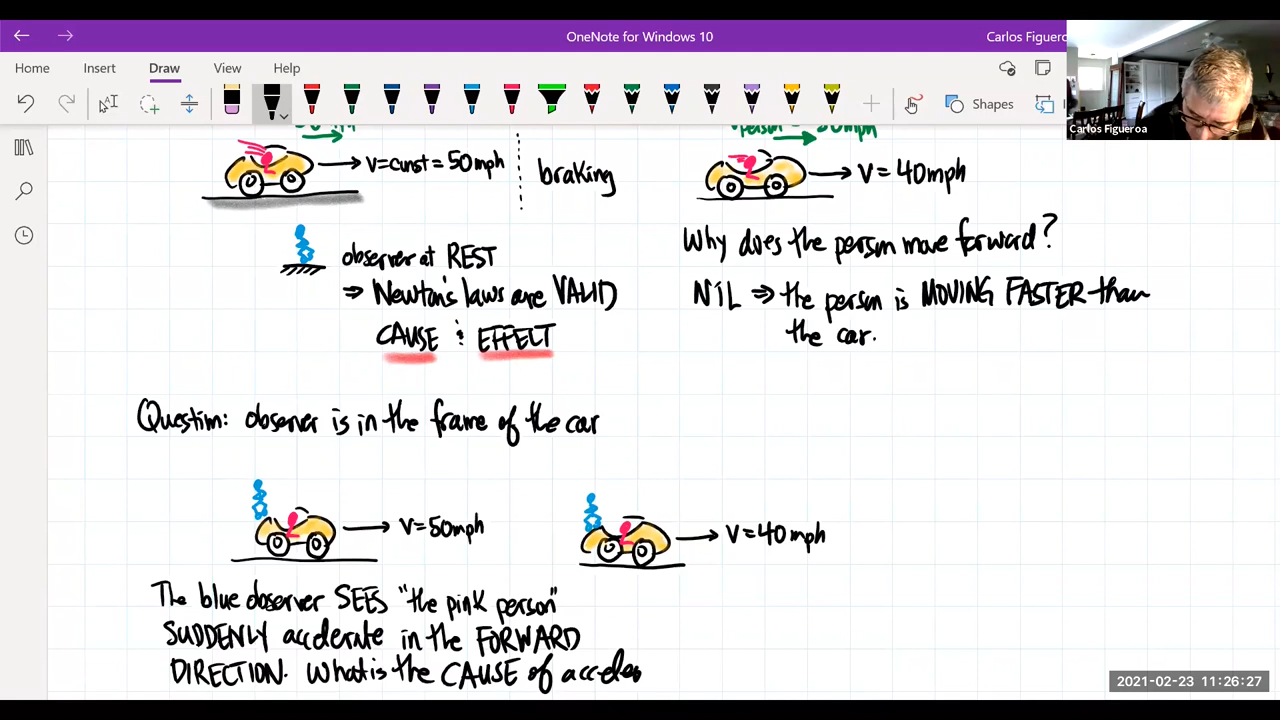 OneNote for Windows 10
Carlos Figuero
Home Insert Draw View Help
Shapes
Carlos Figueroa
50mph
V=const=50mph
braking
V=40mph
observer at REST
⇒ Newton's laws are VALID
CAUSE : EFFECT
Why does the person move forward?
N1L ⇒ the person is MOVING FASTER than
the car.
Question: observer is in the frame of the car
V=50mph
V=40mph
The blue observer SEES "the pink person"
SUDDENLY accelerate in the FORWARD
DIRECTION. What is the CAUSE of acceler
2021-02-23 11:26:27